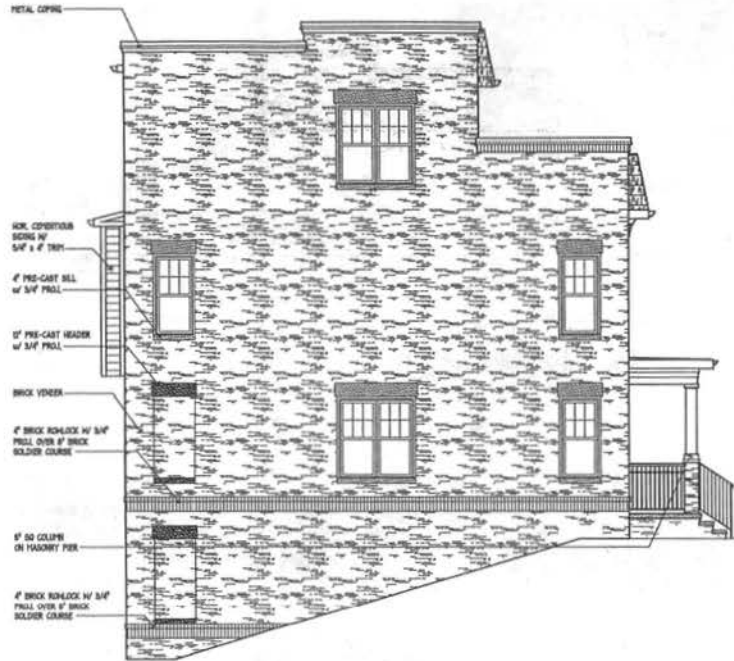 METAL COPING
HOR. CEMENTITIOUS
SIDING W/
5/4" x 4" TRIM
4" PRE-CAST SILL
w/ 3/4" PROJ.
12" PRE-CAST HEADER
w/ 3/4" PROJ.
BRICK VENEER
4" BRICK ROWLOCK W/ 3/4"
PROJ. OVER 8" BRICK
SOLDIER COURSE
8" SQ COLUMN
ON MASONRY PIER
4" BRICK ROWLOCK W/ 3/4"
PROJ. OVER 8" BRICK
SOLDIER COURSE